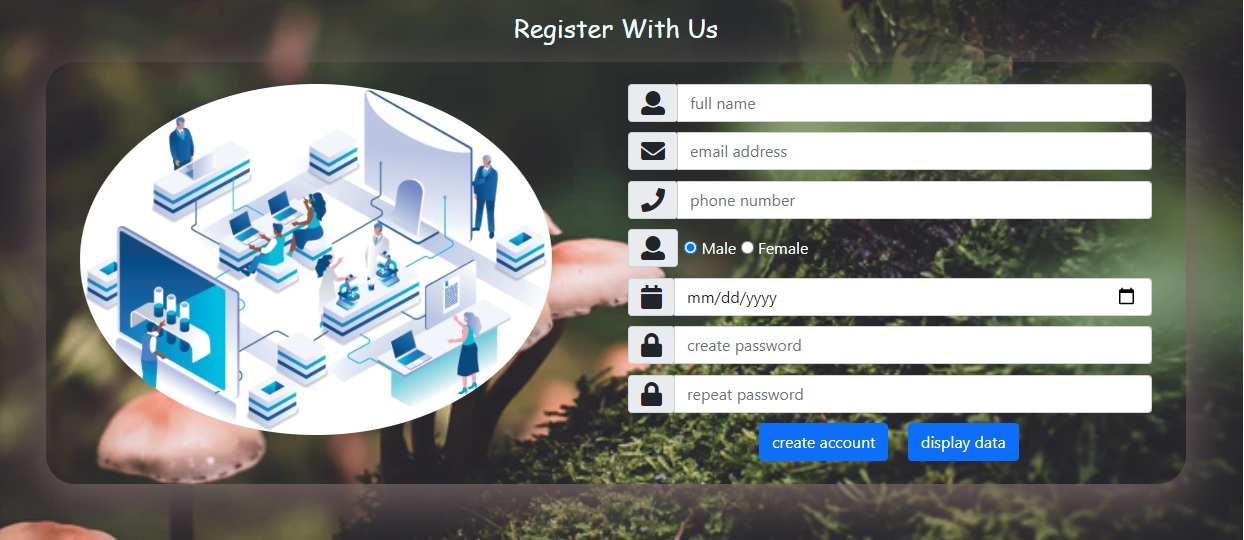 Register With Us
full name
email address
phone number
Male Female
mm/dd/yyyy
create password
repeat password
create account display data